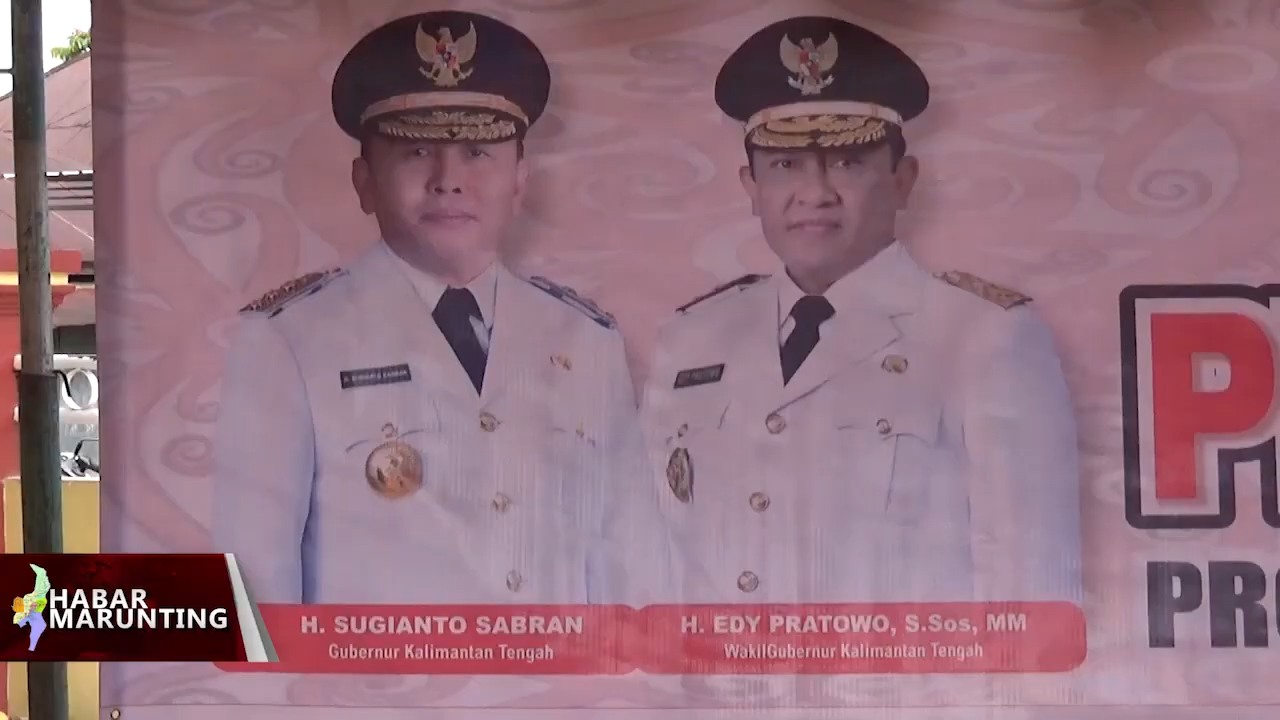 H. SUGIANTO SABRAN
Gubernur Kalimantan Tengah
H. EDY PRATOWO, S.Sos, MM
WakilGubernur Kalimantan Tengah
HABAR
MARUNTING